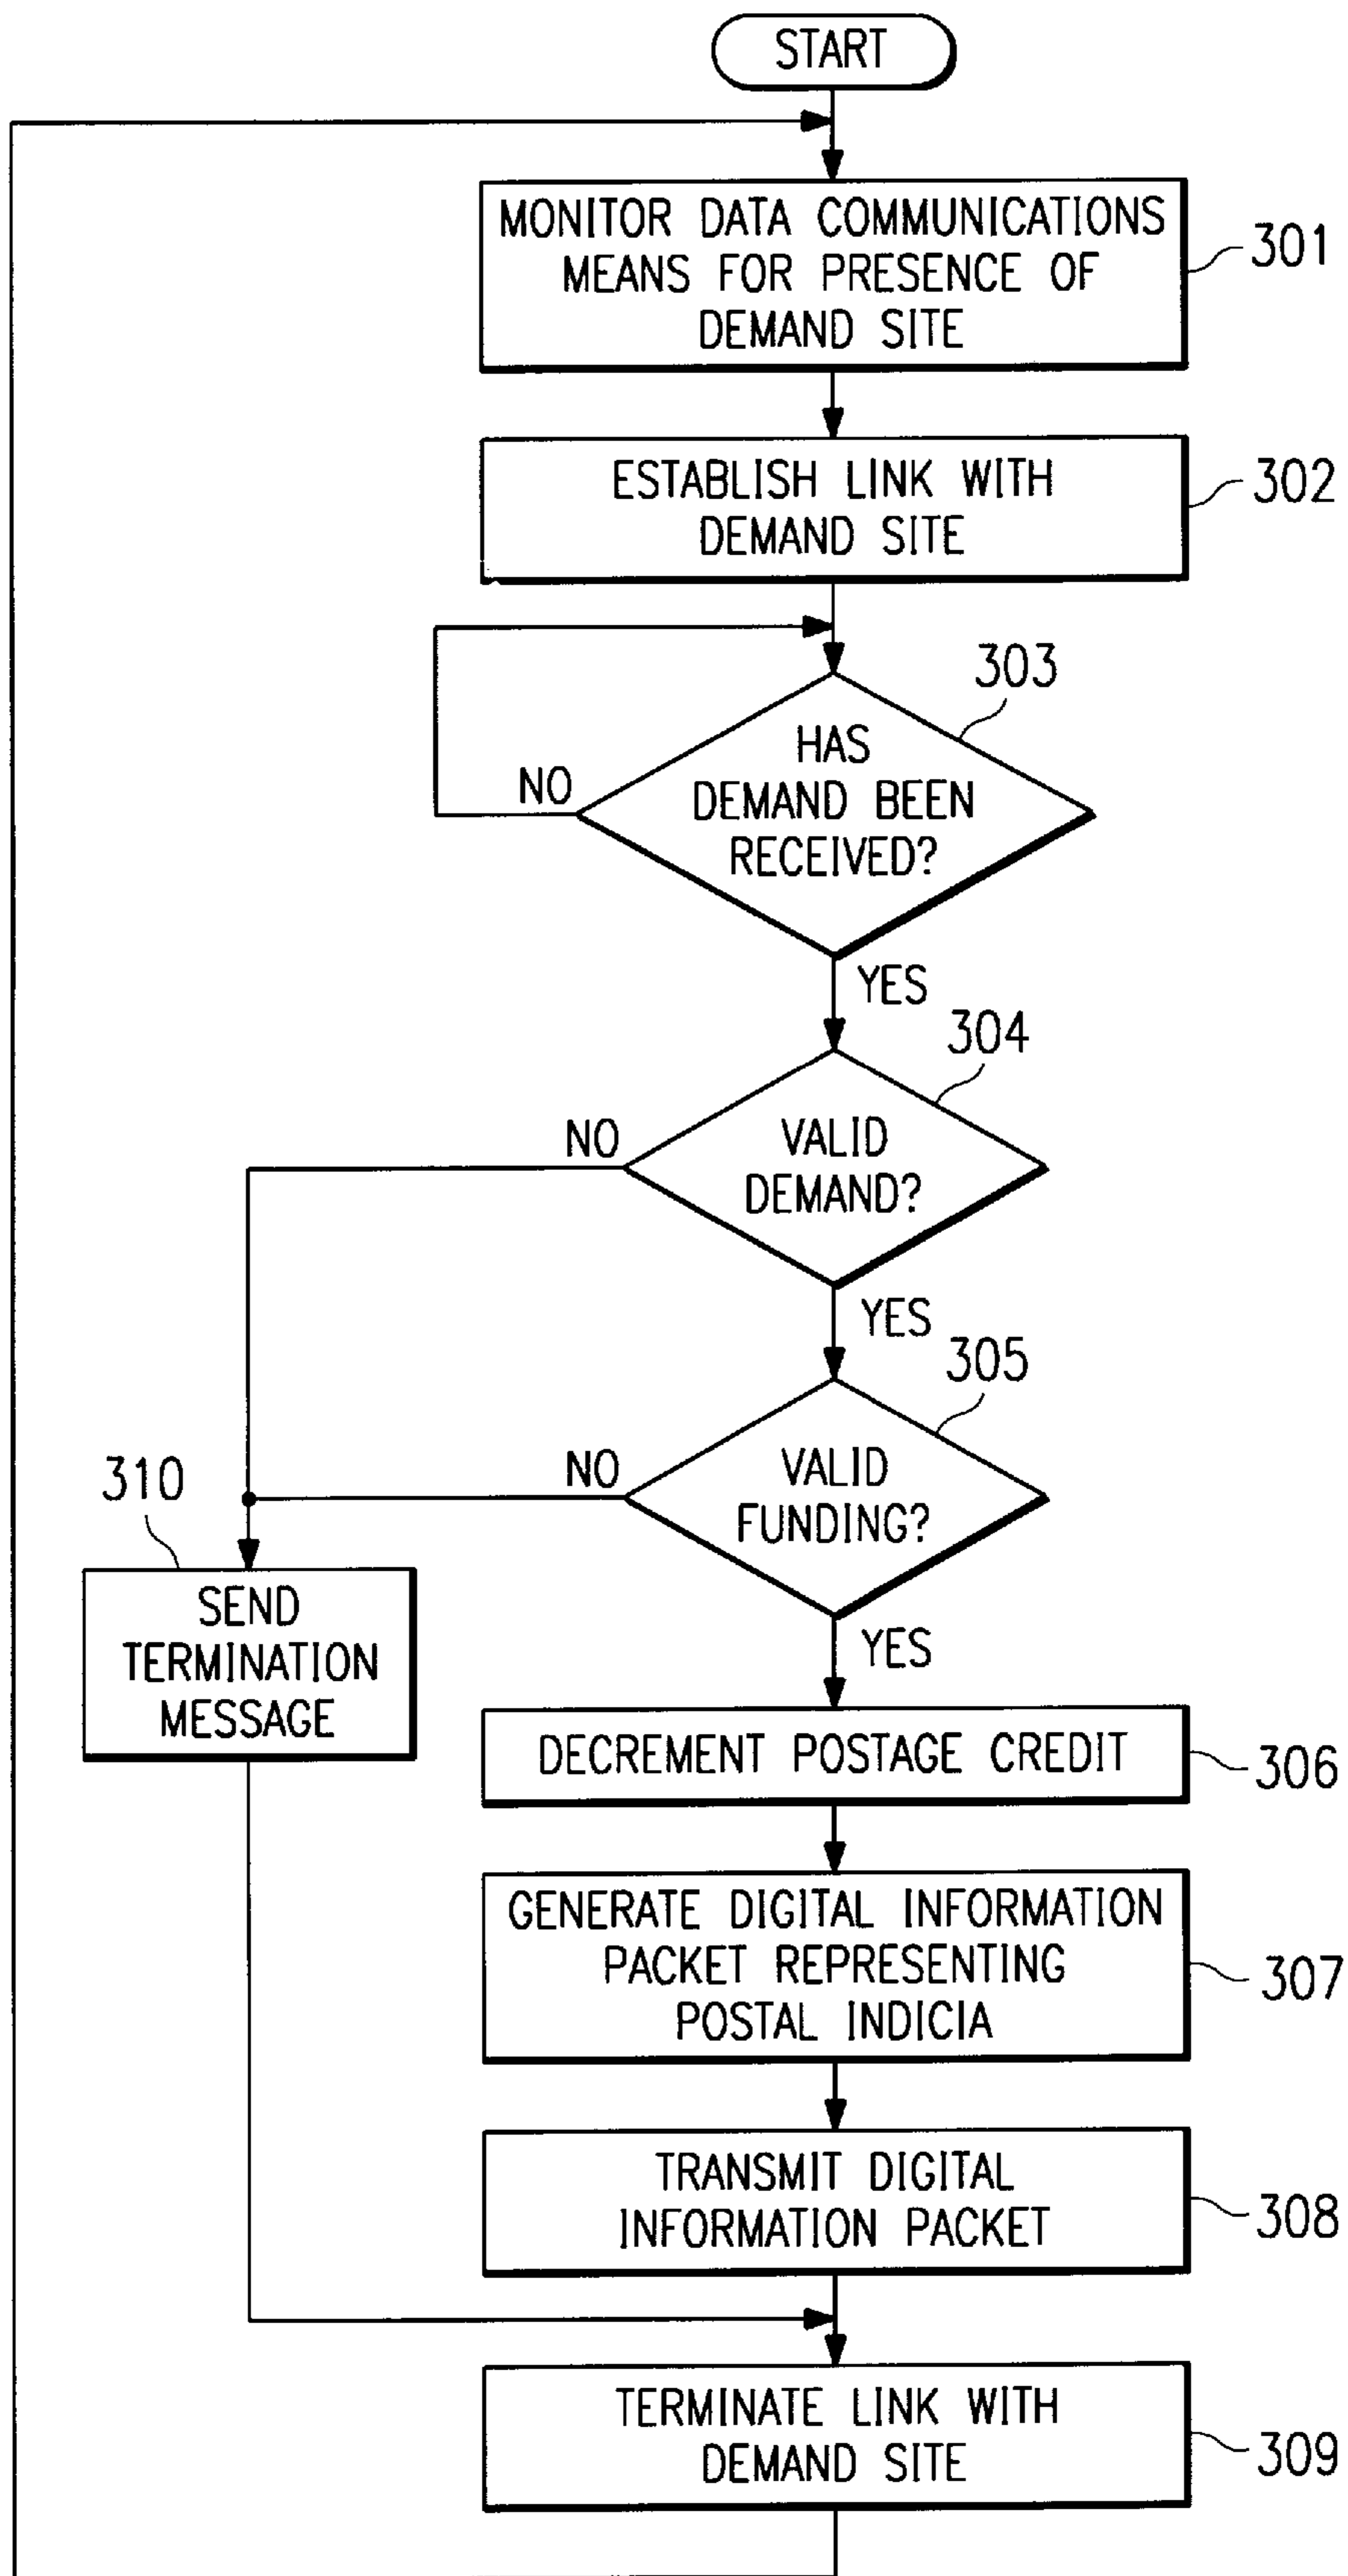 START
MONITOR DATA COMMUNICATIONS
MEANS FOR PRESENCE OF
DEMAND SITE
301
ESTABLISH LINK WITH
DEMAND SITE
302
303
HAS
DEMAND BEEN
RECEIVED?
NO
YES
304
VALID
DEMAND?
NO
YES
305
VALID
FUNDING?
NO
YES
310
SEND
TERMINATION
MESSAGE
DECREMENT POSTAGE CREDIT
306
GENERATE DIGITAL INFORMATION
PACKET REPRESENTING
POSTAL INDICIA
307
TRANSMIT DIGITAL
INFORMATION PACKET
308
TERMINATE LINK WITH
DEMAND SITE
309